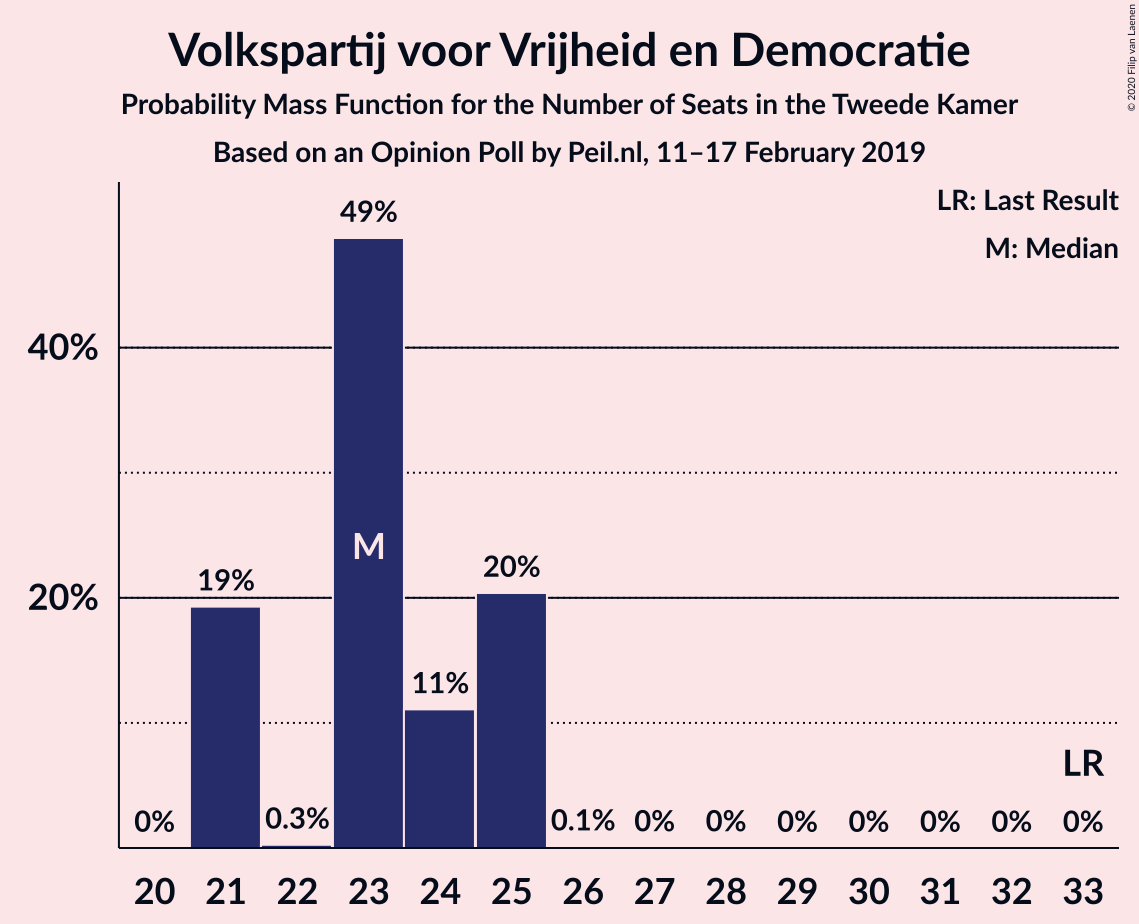 Volkspartij voor Vrijheid en Democratie
Probability Mass Function for the Number of Seats in the Tweede Kamer
Based on an Opinion Poll by Peil.nl, 11–17 February 2019
© 2020 Filip van Laenen
LR: Last Result
M: Median
40%
20%
0%
19%
0.3%
49%
M
11%
20%
0.1%
0%
0%
0%
0%
0%
0%
0%
LR
20 21 22 23 24 25 26 27 28 29 30 31 32 33